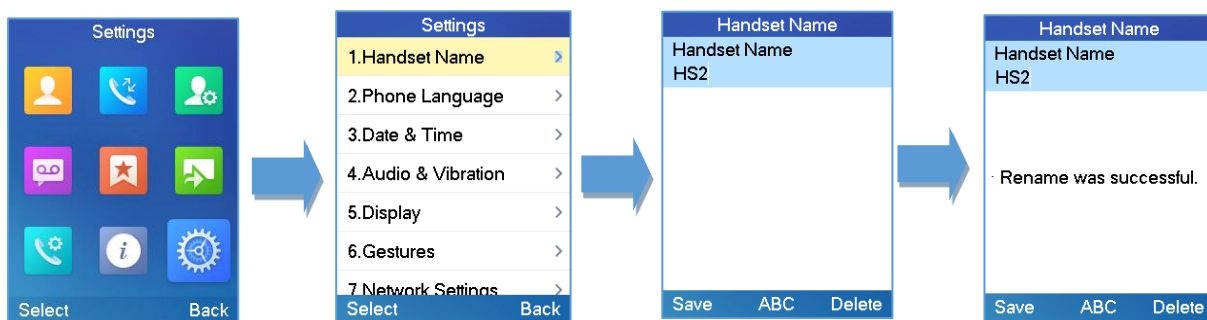 Settings
Select Back
Settings
1.Handset Name
2.Phone Language
3.Date & Time
4.Audio & Vibration
5.Display
6.Gestures
7.Network Settings
Select Back
Handset Name
Handset Name
HS2
Save ABC Delete
Handset Name
Handset Name
HS2
Rename was successful.
Save ABC Delete